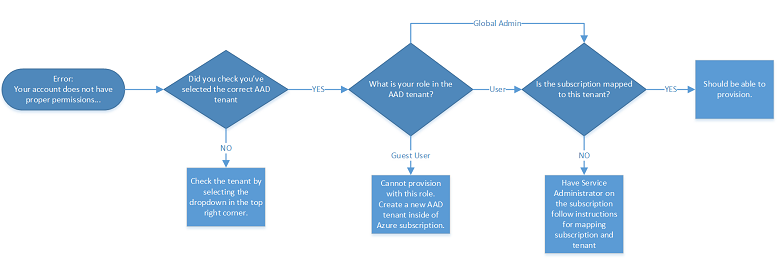 Global Admin
Error:
Your account does not have
proper permissions...
Did you check you've
selected the correct AAD
tenant
YES
What is your role in the
AAD tenant?
User
Is the subscription mapped
to this tenant?
YES
Should be able to
provision.
NO
Guest User
NO
Check the tenant by
selecting the
dropdown in the top
right corner.
Cannot provision
with this role.
Create a new AAD
tenant inside of
Azure subscription.
Have Service
Administrator on
the subscription
follow instructions
for mapping
subscription and
tenant